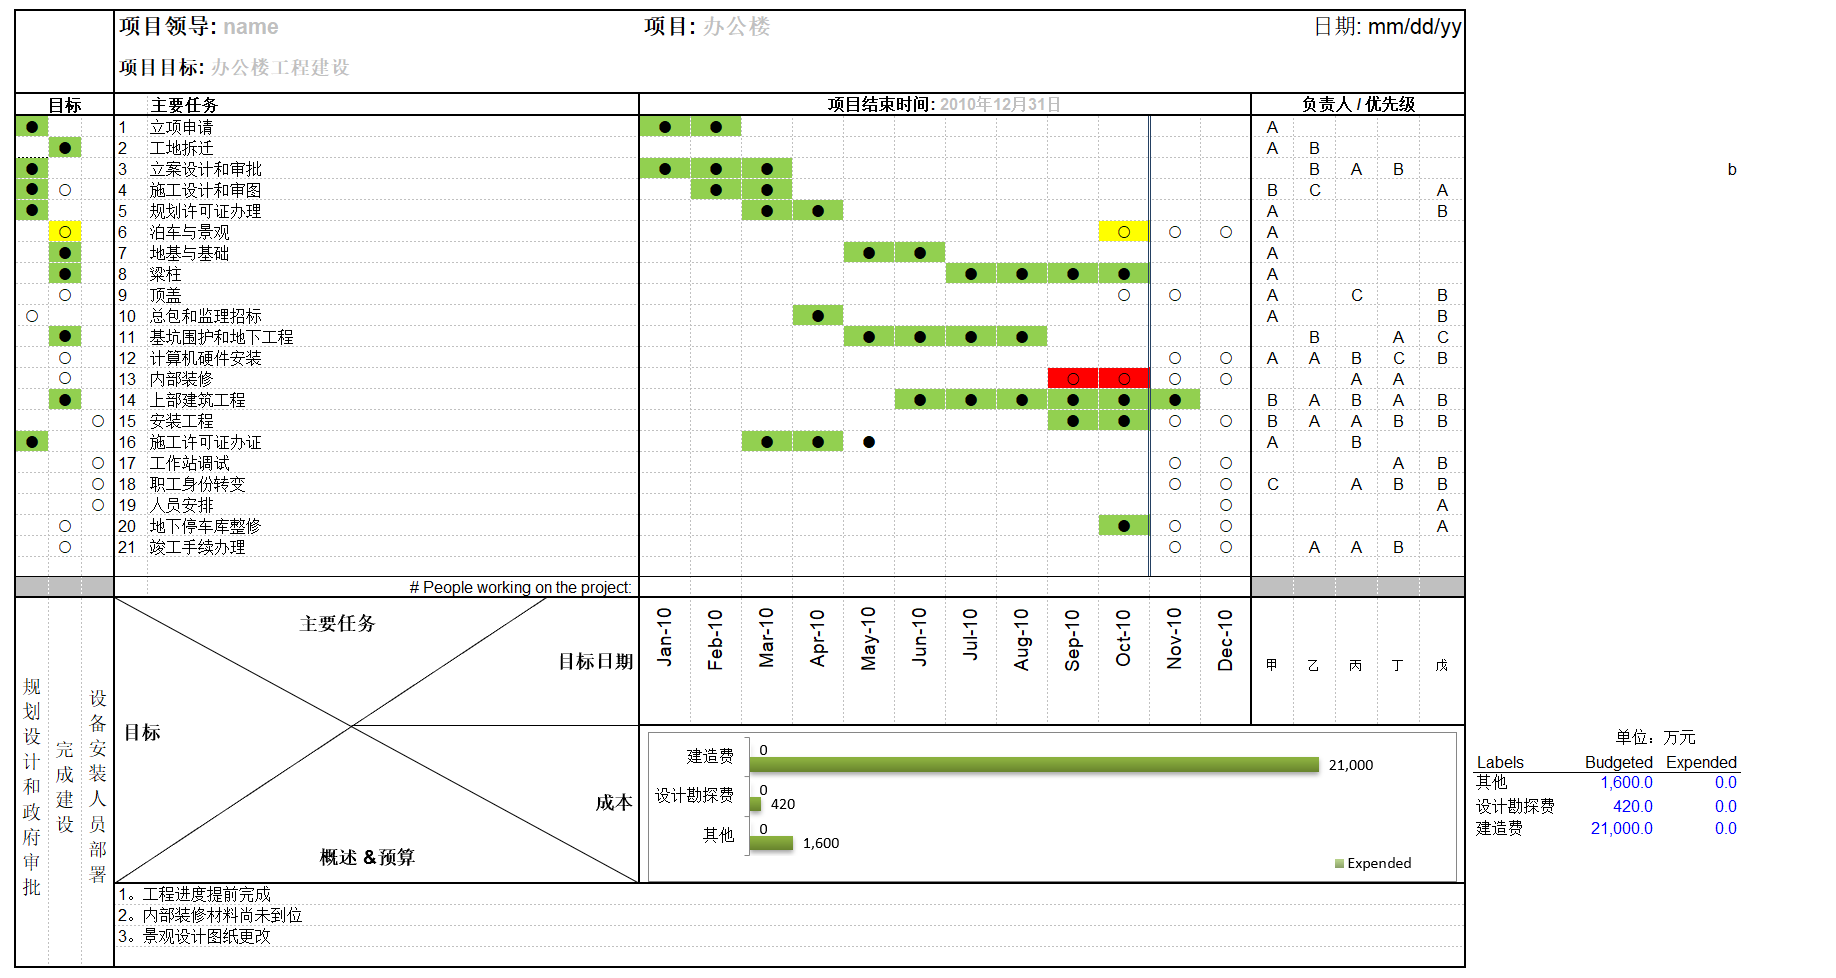 项目领导: name 项目: 办公楼 日期: mm/dd/yy
项目目标: 办公楼工程建设
目标 主要任务 项目结束时间: 2010年12月31日 负责人 / 优先级
● 1 立项申请 ● ● A
● 2 工地拆迁 A B
● 3 立案设计和审批 ● ● ● B A B
● ○ 4 施工设计和审图 ● ● B C A
● 5 规划许可证办理 ● ● A B
○ 6 泊车与景观 ○ ○ ○ A
● 7 地基与基础 ● ● A
● 8 梁柱 ● ● ● ● A
○ 9 顶盖 ○ ○ A C B
○ 10 总包和监理招标 ● A B
● 11 基坑围护和地下工程 ● ● ● ● B A C
○ 12 计算机硬件安装 ○ ○ A A B C B
○ 13 内部装修 ○ ○ ○ ○ A A
● 14 上部建筑工程 ● ● ● ● ● ● B A B A B
○ 15 安装工程 ● ● ○ ○ B A A B B
● 16 施工许可证办证 ● ● ● A B
○ 17 工作站调试 ○ ○ A B
○ 18 职工身份转变 ○ ○ C A B B
○ 19 人员安排 ○ A
○ 20 地下停车库整修 ● ○ ○ A
○ 21 竣工手续办理 ○ ○ A A B
b
# People working on the project:
主要任务
目标日期
目标
成本
概述 &预算
Jan-10 Feb-10 Mar-10 Apr-10 May-10 Jun-10 Jul-10 Aug-10 Sep-10 Oct-10 Nov-10 Dec-10
甲 乙 丙 丁 戊
规划设计和政府审批
完成建设
设备安装人员部署
建造费 0 21,000
设计勘探费 0 420
其他 0 1,600
Expended
单位：万元
Labels Budgeted Expended
其他 1,600.0 0.0
设计勘探费 420.0 0.0
建造费 21,000.0 0.0
1。工程进度提前完成
2。内部装修材料尚未到位
3。景观设计图纸更改